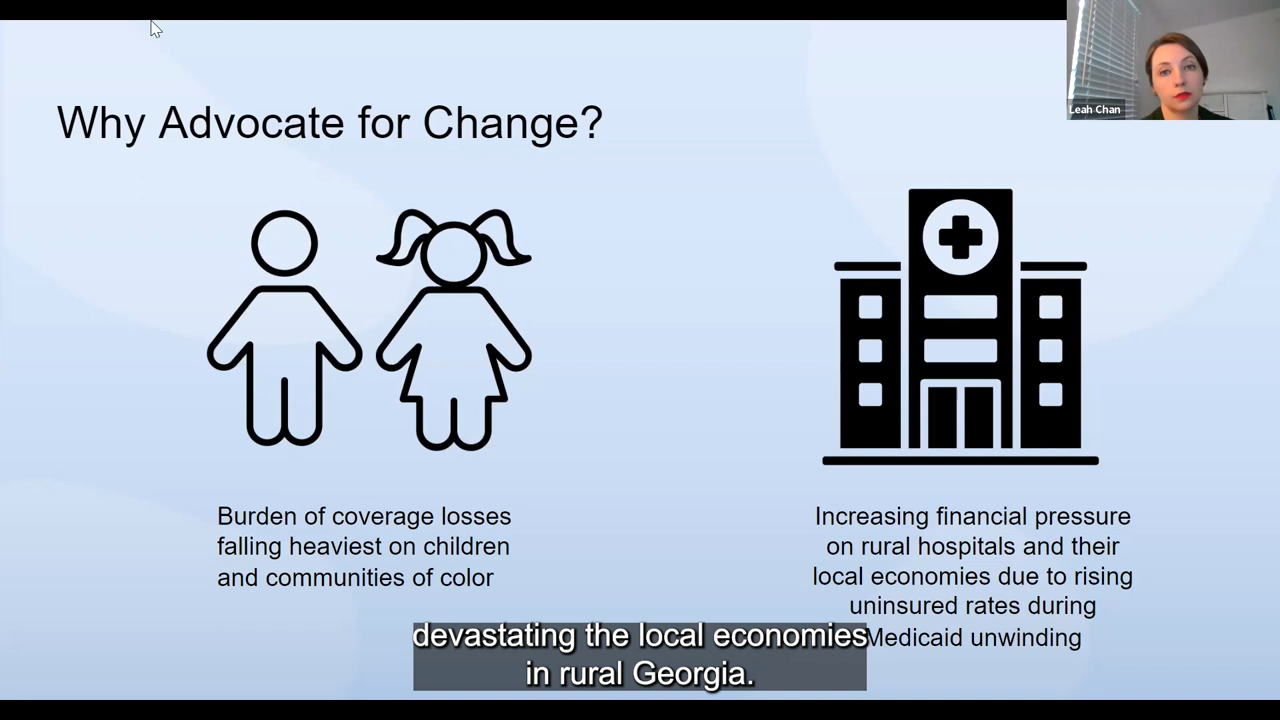 Leah Chan
Why Advocate for Change?
Burden of coverage losses
falling heaviest on children
and communities of color
Increasing financial pressure
on rural hospitals and their
local economies due to rising
uninsured rates during
Medicaid unwinding
devastating the local economies
in rural Georgia.